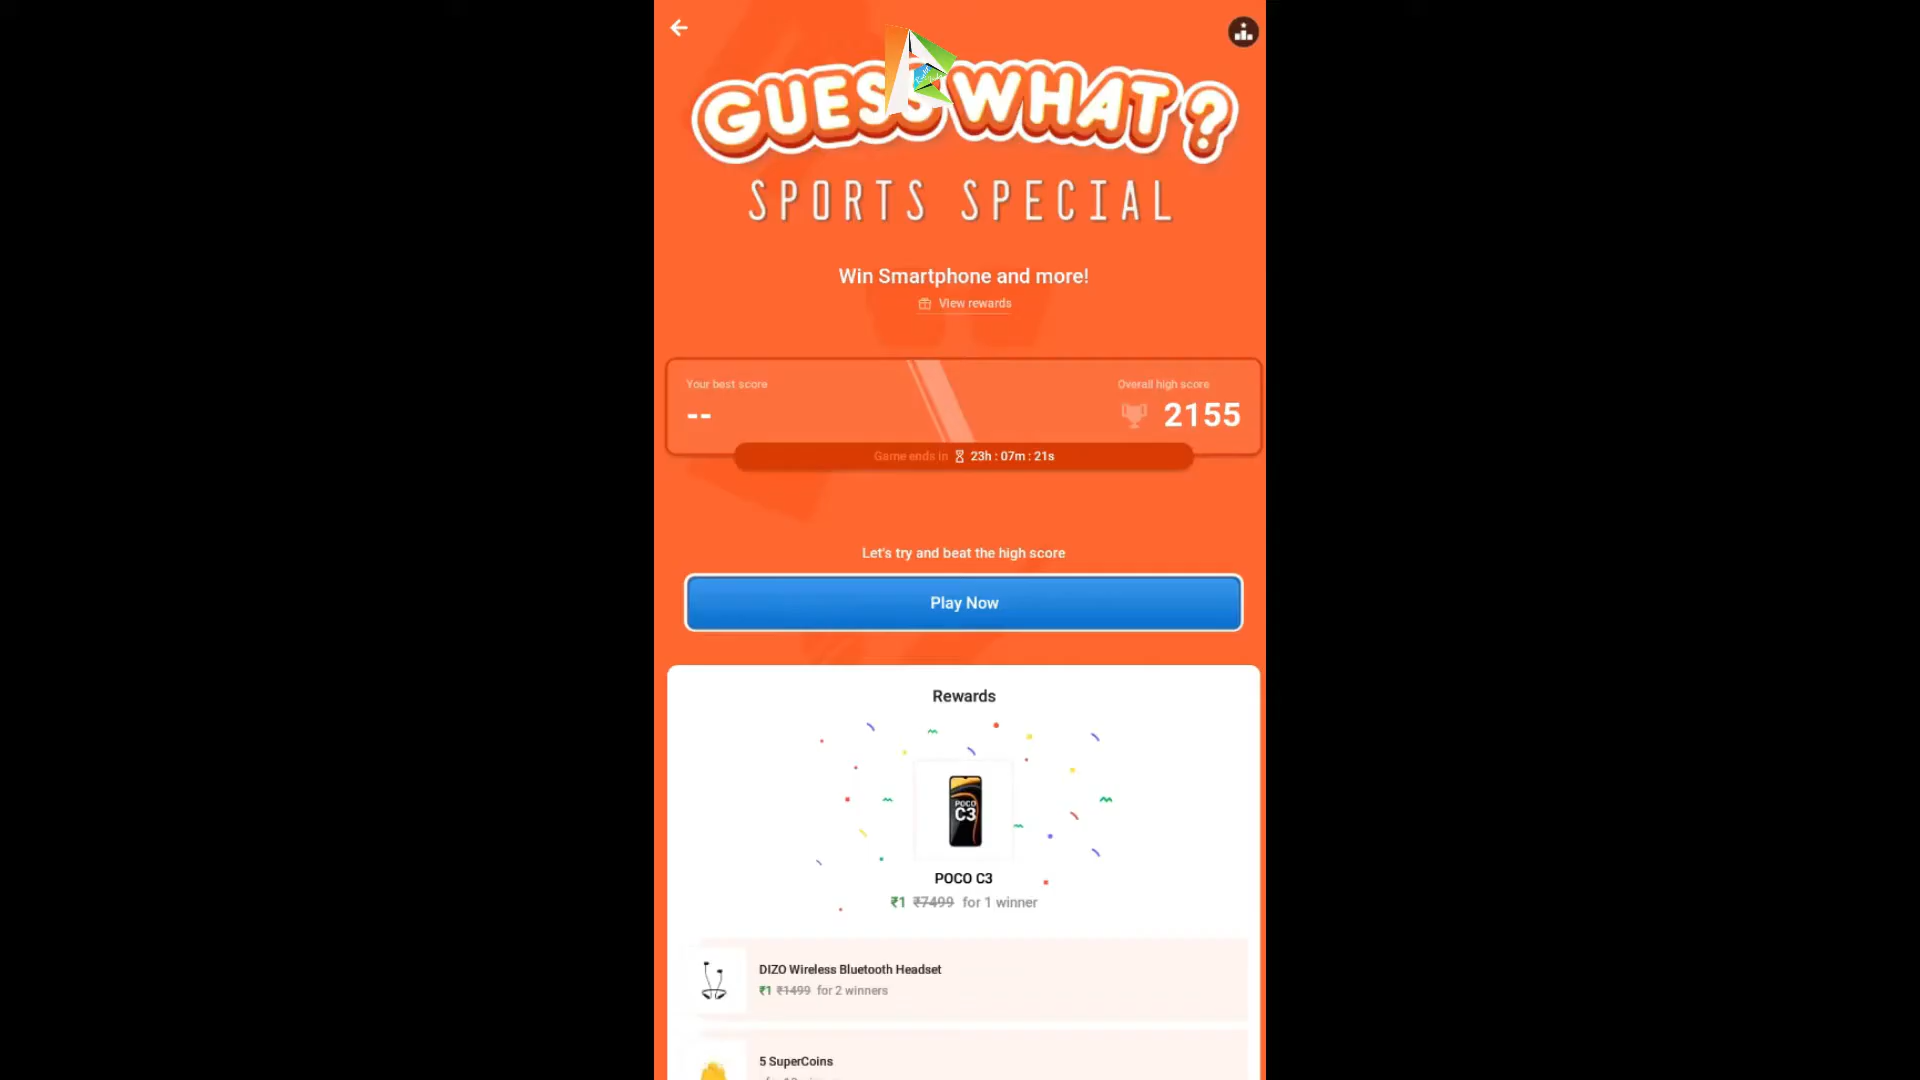 GUESS WHAT?
SPORTS SPECIAL
Win Smartphone and more!
View rewards
Your best score
Overall high score
--
2155
Game ends in 23h : 07m : 21s
Let's try and beat the high score
Play Now
Rewards
POCO
C3
POCO C3
₹1 ₹7499 for 1 winner
DIZO Wireless Bluetooth Headset
₹1 ₹1499 for 2 winners
5 SuperCoins